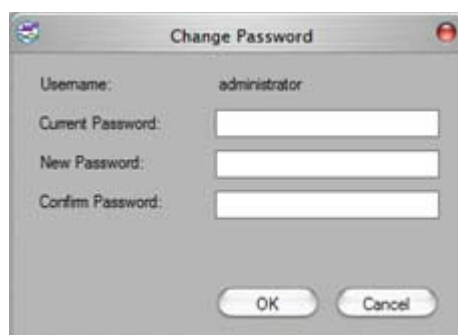 Change Password
Username: administrator
Current Password:
New Password:
Confirm Password:
OK Cancel